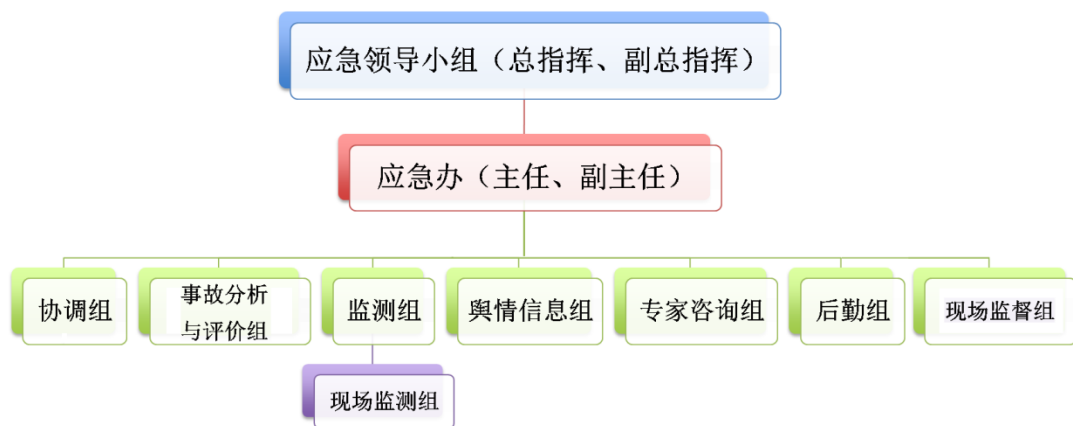 应急领导小组（总指挥、副总指挥）
应急办（主任、副主任）
协调组
事故分析
与评价组
监测组
舆情信息组
专家咨询组
后勤组
现场监督组
现场监测组